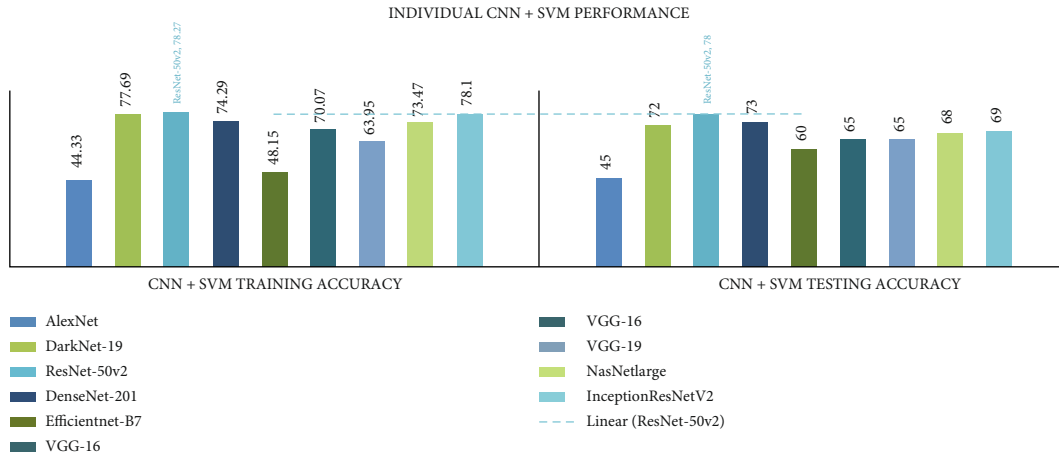 INDIVIDUAL CNN + SVM PERFORMANCE
44.33
77.69
ResNet-50v2, 78.27
74.29
48.15
70.07
63.95
73.47
78.1
45
72
ResNet-50v2, 78
73
60
65
65
68
69
CNN + SVM TRAINING ACCURACY
CNN + SVM TESTING ACCURACY
AlexNet
DarkNet-19
ResNet-50v2
DenseNet-201
Efficientnet-B7
VGG-16
VGG-16
VGG-19
NasNetlarge
InceptionResNetV2
Linear (ResNet-50v2)